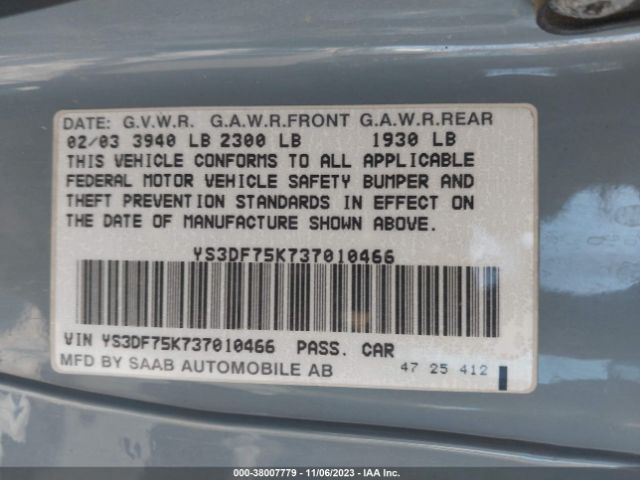 DATE: G.V.W.R. G.A.W.R.FRONT G.A.W.R.REAR
02/03 3940 LB 2300 LB 1930 LB
THIS VEHICLE CONFORMS TO ALL APPLICABLE
FEDERAL MOTOR VEHICLE SAFETY BUMPER AND
THEFT PREVENTION STANDARDS IN EFFECT ON
THE DATE OF MANUFACTURE SHOWN ABOVE.
YS3DF75K737010466
VIN YS3DF75K737010466 PASS. CAR
MFD BY SAAB AUTOMOBILE AB 47 25 412
000-38007779 - 11/06/2023 - IAA Inc.